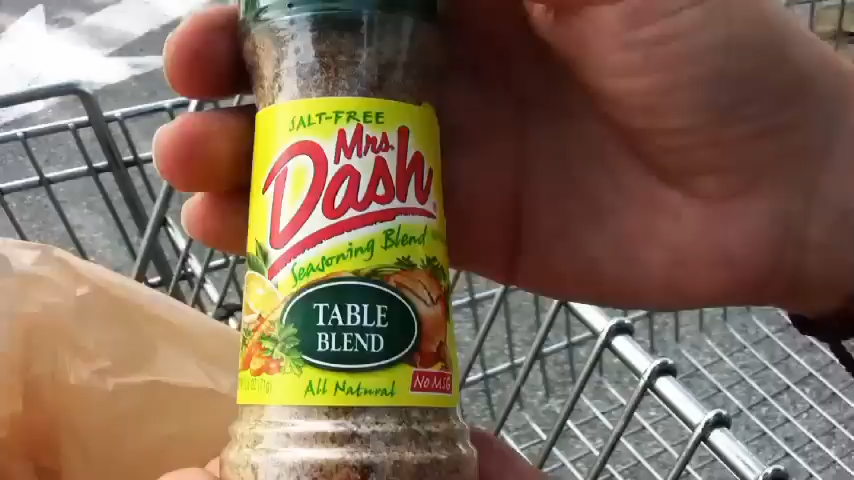 SALT-FREE
Mrs.
Dash®
Seasoning Blend
TABLE
BLEND
All Natural
No MSG